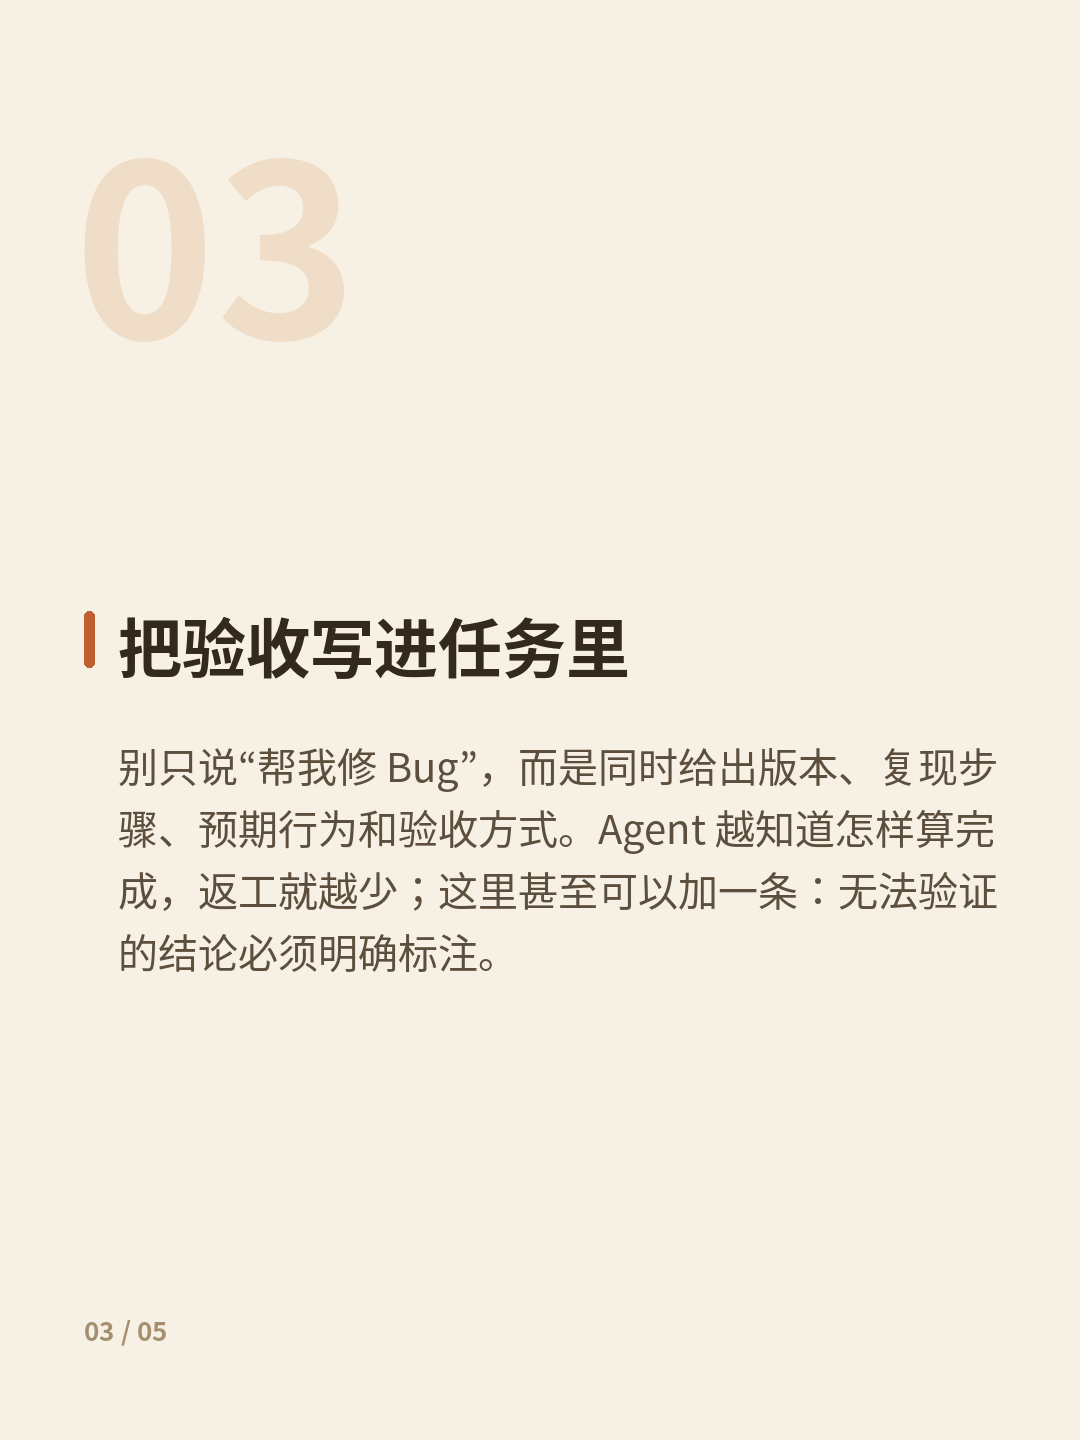 03
把验收写进任务里
别只说“帮我修 Bug”，而是同时给出版本、复现步
骤、预期行为和验收方式。Agent 越知道怎样算完
成，返工就越少；这里甚至可以加一条：无法验证
的结论必须明确标注。
03 / 05